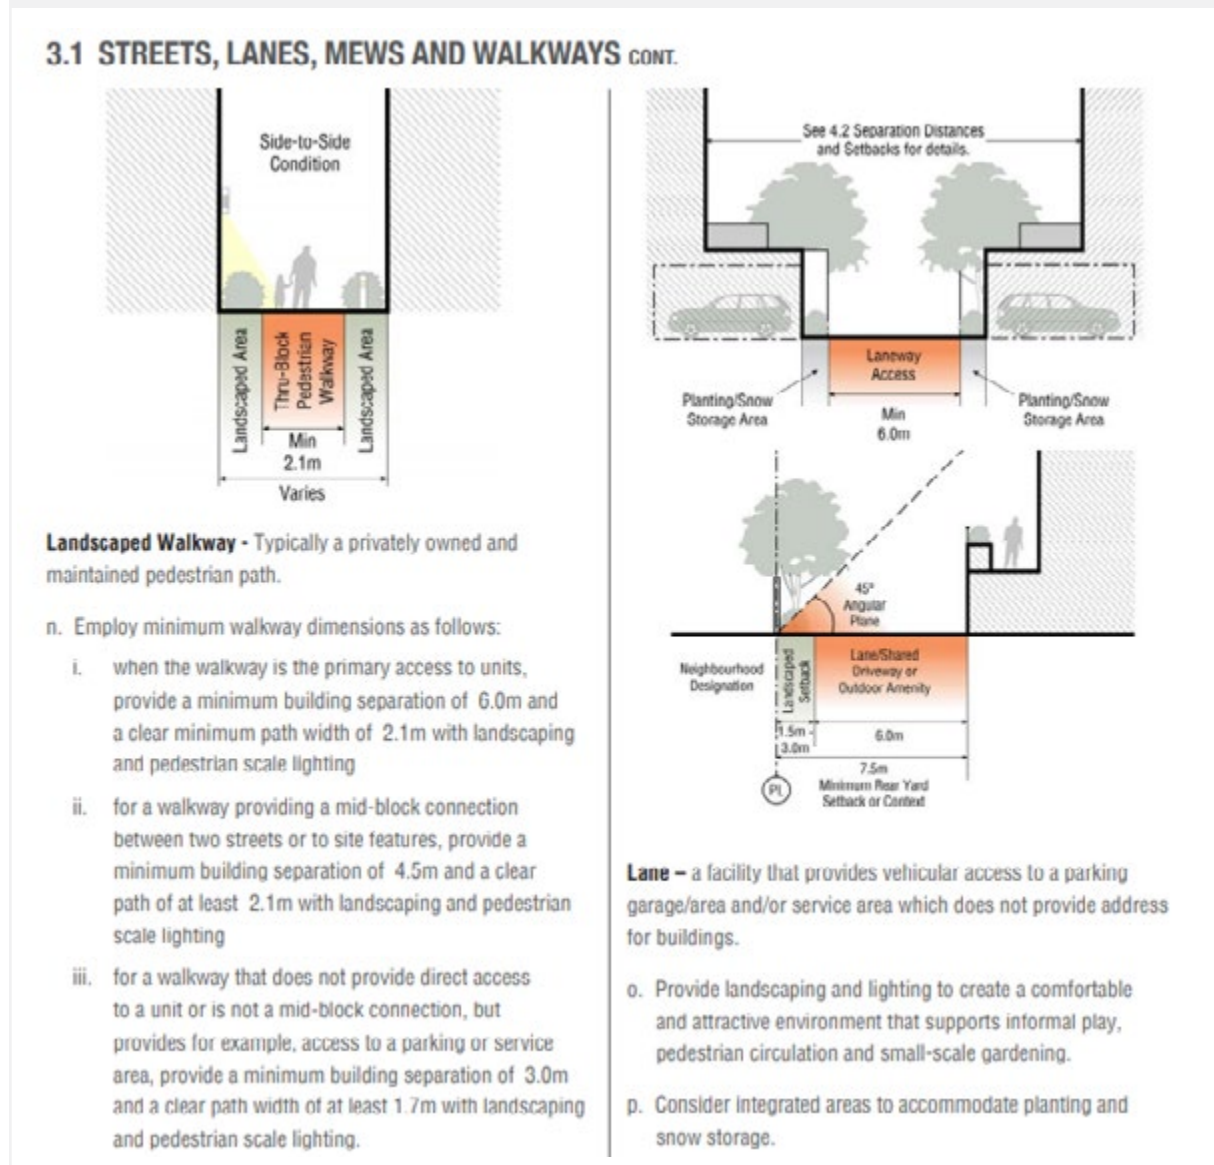 3.1 STREETS, LANES, MEWS AND WALKWAYS CONT.
Side-to-Side
Condition
Landscaped Area
Thru-Block
Pedestrian
Walkway
Landscaped Area
Min
2.1m
Varies
Landscaped Walkway - Typically a privately owned and
maintained pedestrian path.
n. Employ minimum walkway dimensions as follows:
i. when the walkway is the primary access to units,
provide a minimum building separation of 6.0m and
a clear minimum path width of 2.1m with landscaping
and pedestrian scale lighting
ii. for a walkway providing a mid-block connection
between two streets or to site features, provide a
minimum building separation of 4.5m and a clear
path of at least 2.1m with landscaping and pedestrian
scale lighting
iii. for a walkway that does not provide direct access
to a unit or is not a mid-block connection, but
provides for example, access to a parking or service
area, provide a minimum building separation of 3.0m
and a clear path width of at least 1.7m with landscaping
and pedestrian scale lighting.
See 4.2 Separation Distances
and Setbacks for details.
Laneway
Access
Planting/Snow
Storage Area
Min
6.0m
Planting/Snow
Storage Area
45°
Angular
Plane
Neighbourhood
Designation
Landscaped
Setback
Lane/Shared
Driveway or
Outdoor Amenity
1.5m -
3.0m
6.0m
7.5m
Minimum Rear Yard
Setback or Context
PL
Lane – a facility that provides vehicular access to a parking
garage/area and/or service area which does not provide address
for buildings.
o. Provide landscaping and lighting to create a comfortable
and attractive environment that supports informal play,
pedestrian circulation and small-scale gardening.
p. Consider integrated areas to accommodate planting and
snow storage.